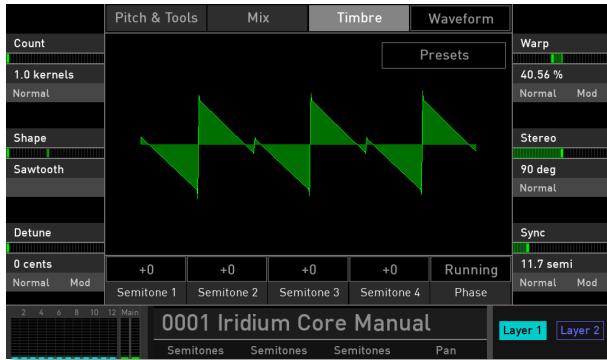 Pitch & Tools Mix Timbre Waveform
Count
1.0 kernels
Normal
Shape
Sawtooth
Detune
0 cents
Normal Mod
Presets
Warp
40.56 %
Normal Mod
Stereo
90 deg
Normal
Sync
11.7 semi
Normal Mod
+0 +0 +0 +0 Running
Semitone 1 Semitone 2 Semitone 3 Semitone 4 Phase
2 4 6 8 10 12 Main
0001 Iridium Core Manual
Semitones Semitones Semitones Pan
Layer 1 Layer 2